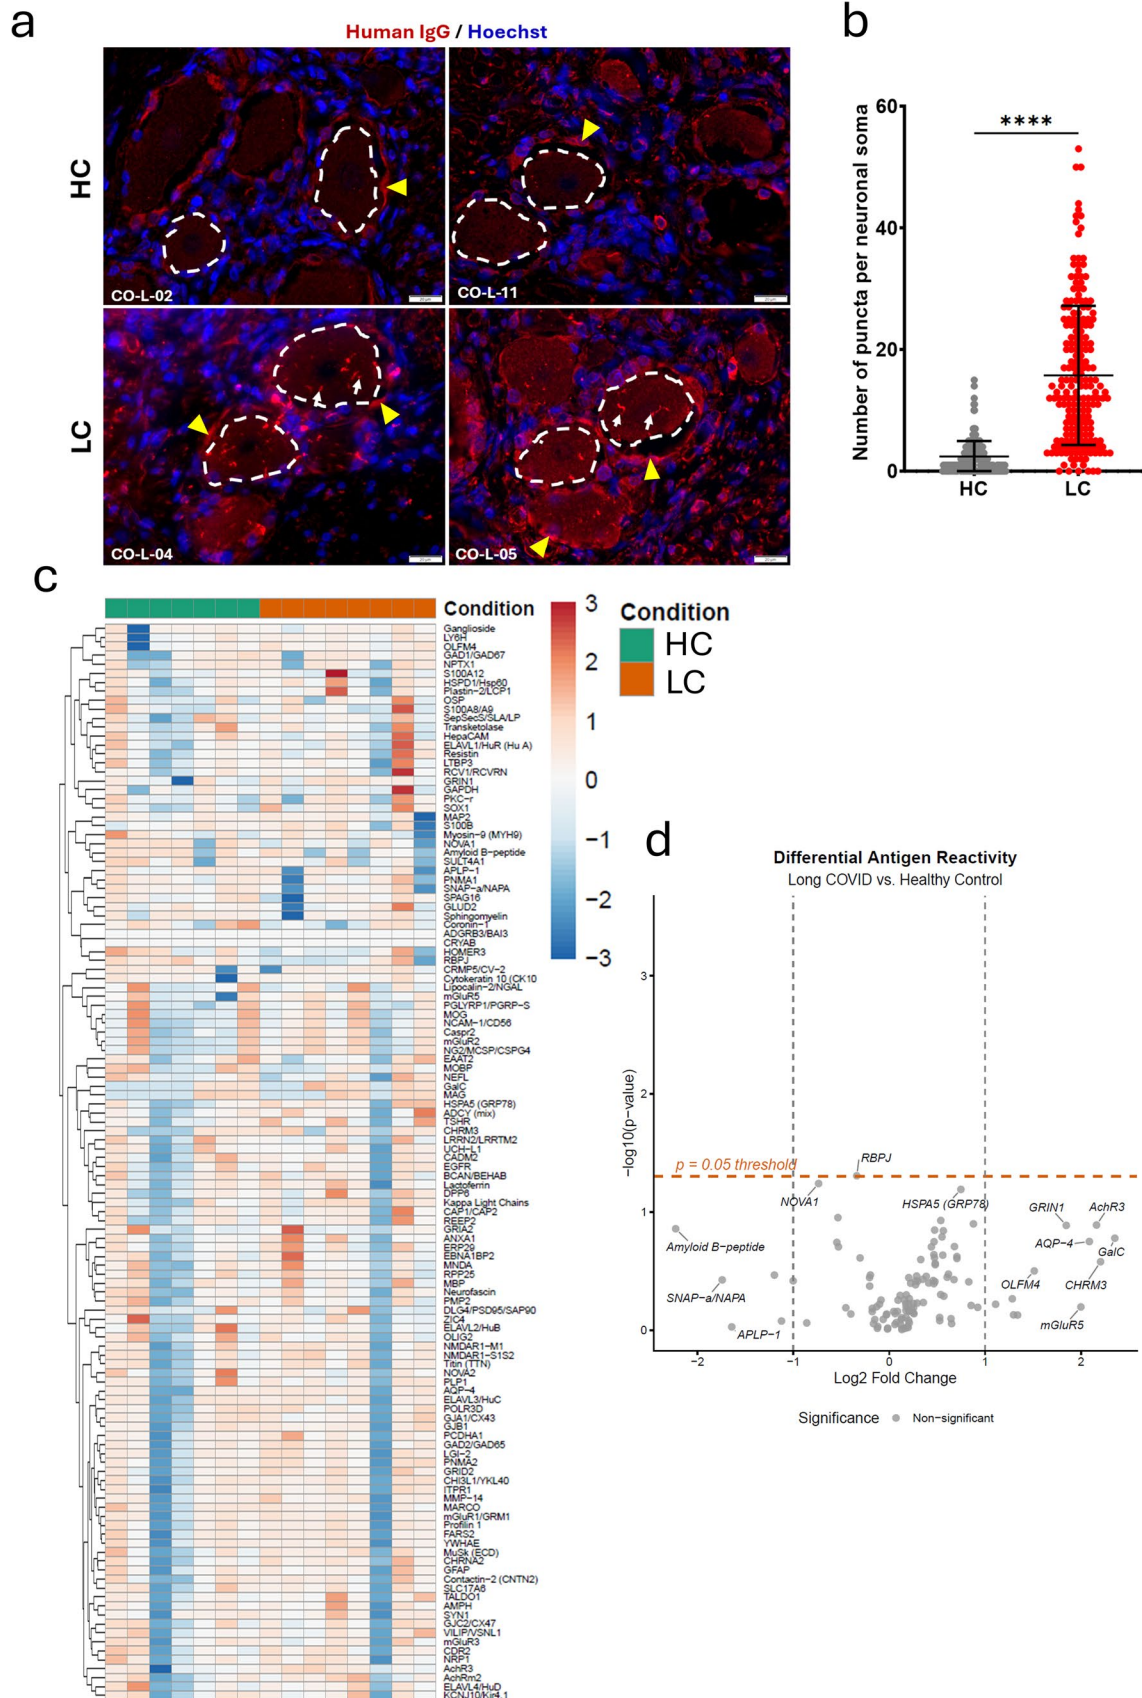 a
Human IgG / Hoechst
HC
CO-L-02
CO-L-11
LC
CO-L-04
CO-L-05
b
Number of puncta per neuronal soma
60
40
20
0
****
HC
LC
c
Condition
Ganglioside
LY6H
OLFM4
GAD1/GAD67
NPTX1
S100A12
HSPD1/Hsp60
Plastin-2/LCP1
OSP
S100A8/A9
SepSecS/SLA/LP
Transketolase
HepaCAM
ELAVL1/HuR (Hu A)
Resistin
LTBP3
RCV1/RCVRN
GRIN1
GAPDH
PKC-r
SOX1
MAP2
S100B
Myosin-9 (MYH9)
NOVA1
Amyloid B-peptide
SULT4A1
APLP-1
PNMA1
SNAP-a/NAPA
SPAG16
GLUD2
Sphingomyelin
Coronin-1
ADGRB3/BAI3
CRYAB
HOMER3
RBPJ
CRMP5/CV-2
Cytokeratin 10 (CK10
Lipocalin-2/NGAL
mGluR5
PGLYRP1/PGRP-S
MOG
NCAM-1/CD56
Caspr2
mGluR2
NG2/MCSP/CSPG4
EAAT2
MOBP
NEFL
GalC
MAG
HSPA5 (GRP78)
ADCY (mix)
TSHR
CHRM3
LRRN2/LRRTM2
UCH-L1
CADM2
EGFR
BCAN/BEHAB
Lactoferrin
DPP6
Kappa Light Chains
CAP1/CAP2
REEP2
GRIA2
ANXA1
ERP29
EBNA1BP2
MNDA
RPP25
MBP
Neurofascin
PMP2
DLG4/PSD95/SAP90
ZIC4
ELAVL2/HuB
OLIG2
NMDAR1-M1
NMDAR1-S1S2
Titin (TTN)
NOVA2
PLP1
AQP-4
ELAVL3/HuC
POLR3D
GJA1/CX43
GJB1
PCDHA1
GAD2/GAD65
LGI-2
PNMA2
GRID2
CHI3L1/YKL40
ITPR1
MMP-14
MARCO
mGluR1/GRM1
Profilin 1
FARS2
YWHAE
MuSk (ECD)
CHRNA2
GFAP
Contactin-2 (CNTN2)
SLC17A6
TALDO1
AMPH
SYN1
GJC2/CX47
VILIP/VSNL1
mGluR3
CDR2
NRP1
AchR3
AchRm2
ELAVL4/HuD
KCNJ10/Kir4.1
3
2
1
0
−1
−2
−3
Condition
HC
LC
d
Differential Antigen Reactivity
Long COVID vs. Healthy Control
−log10(p−value)
3
2
1
0
p = 0.05 threshold
RBPJ
NOVA1
HSPA5 (GRP78)
GRIN1
AchR3
Amyloid B−peptide
AQP−4
GalC
SNAP−a/NAPA
OLFM4
CHRM3
APLP−1
mGluR5
−2
−1
0
1
2
Log2 Fold Change
Significance
Non−significant